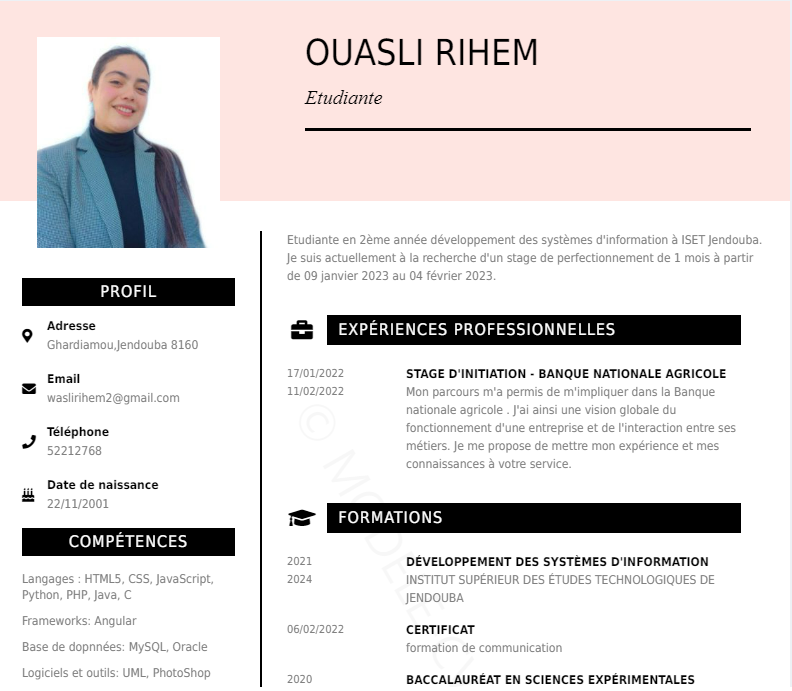 OUASLI RIHEM
Etudiante
PROFIL
Adresse
Ghardiamou,Jendouba 8160
Email
waslirihem2@gmail.com
Téléphone
52212768
Date de naissance
22/11/2001
COMPÉTENCES
Langages : HTML5, CSS, JavaScript,
Python, PHP, Java, C
Frameworks: Angular
Base de dopnnées: MySQL, Oracle
Logiciels et outils: UML, PhotoShop
Etudiante en 2ème année développement des systèmes d'information à ISET Jendouba.
Je suis actuellement à la recherche d'un stage de perfectionnement de 1 mois à partir
de 09 janvier 2023 au 04 février 2023.
EXPÉRIENCES PROFESSIONNELLES
17/01/2022
11/02/2022
STAGE D'INITIATION - BANQUE NATIONALE AGRICOLE
Mon parcours m'a permis de m'impliquer dans la Banque
nationale agricole . J'ai ainsi une vision globale du
fonctionnement d'une entreprise et de l'interaction entre ses
métiers. Je me propose de mettre mon expérience et mes
connaissances à votre service.
FORMATIONS
2021
2024
DÉVELOPPEMENT DES SYSTÈMES D'INFORMATION
INSTITUT SUPÉRIEUR DES ÉTUDES TECHNOLOGIQUES DE
JENDOUBA
06/02/2022
CERTIFICAT
formation de communication
2020
BACCALAURÉAT EN SCIENCES EXPÉRIMENTALES